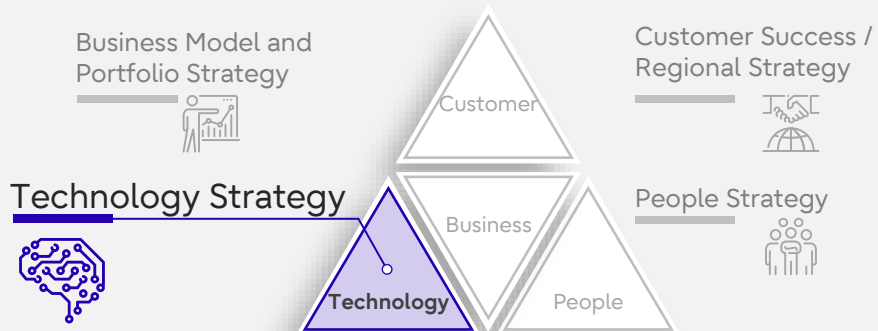 Business Model and
Portfolio Strategy
Customer Success /
Regional Strategy
Customer
Technology Strategy
People Strategy
Business
Technology
People